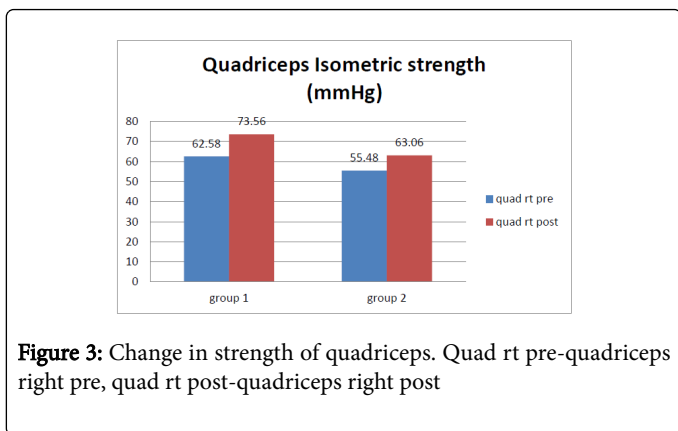 Quadriceps Isometric strength
(mmHg)
80
70
60
50
40
30
20
10
0
62.58
73.56
55.48
63.06
group 1
group 2
quad rt pre
quad rt post
Figure 3: Change in strength of quadriceps. Quad rt pre-quadriceps
right pre, quad rt post-quadriceps right post